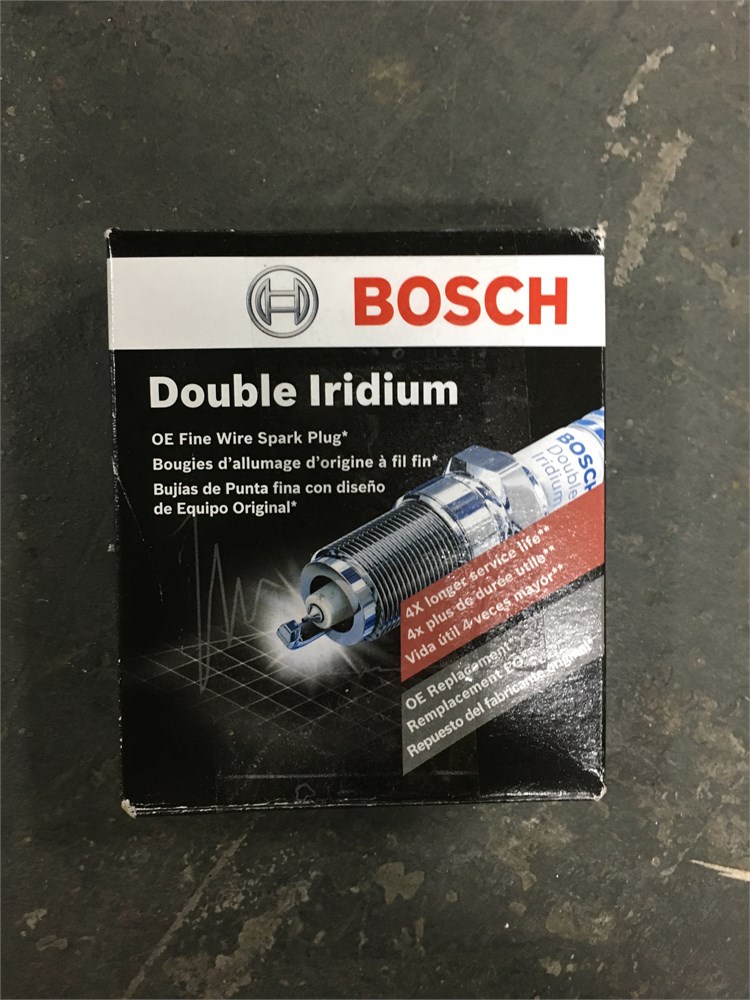 BOSCH
Double Iridium
OE Fine Wire Spark Plug*
Bougies d'allumage d'origine à fil fin*
Bujías de Punta fina con diseño
de Equipo Original*
BOSCH
Double
Iridium
4X longer service life**
4x plus de durée utile**
Vida útil 4 veces mayor**
OE Replacement
Remplacement
Repuesto del fabricante original